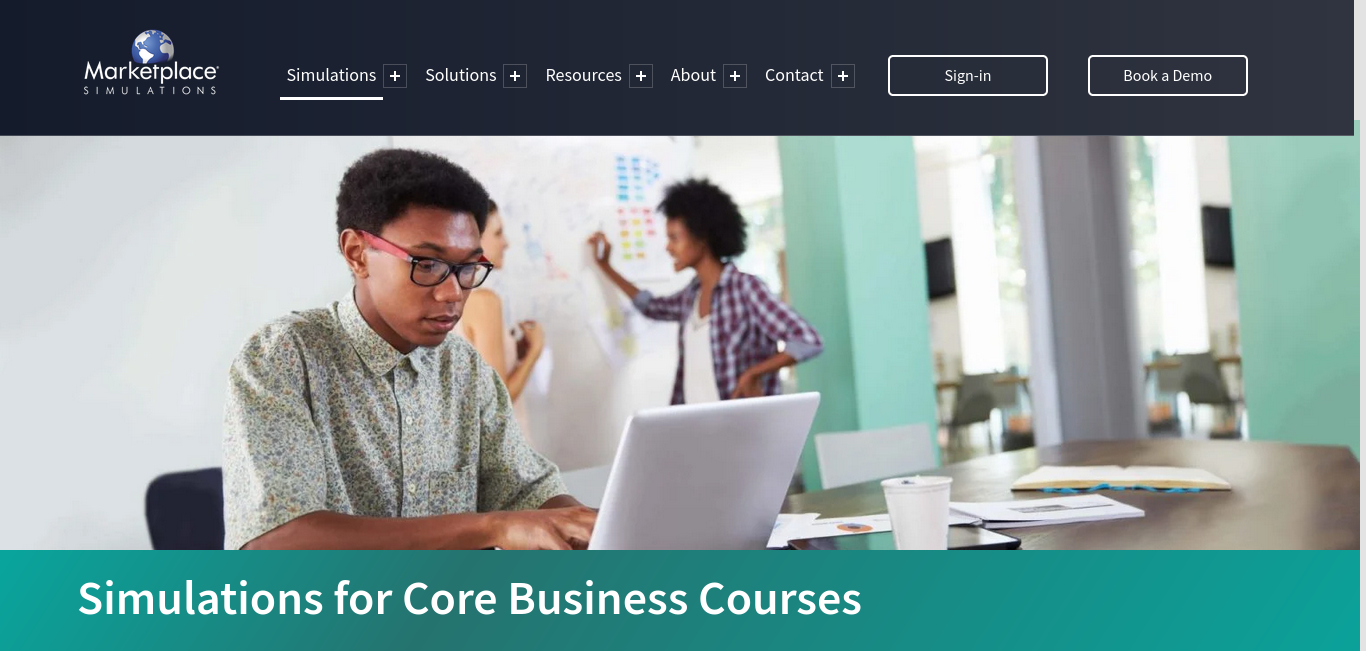 Marketplace
SIMULATIONS
Simulations
Solutions
Resources
About
Contact
Sign-in
Book a Demo
Simulations for Core Business Courses